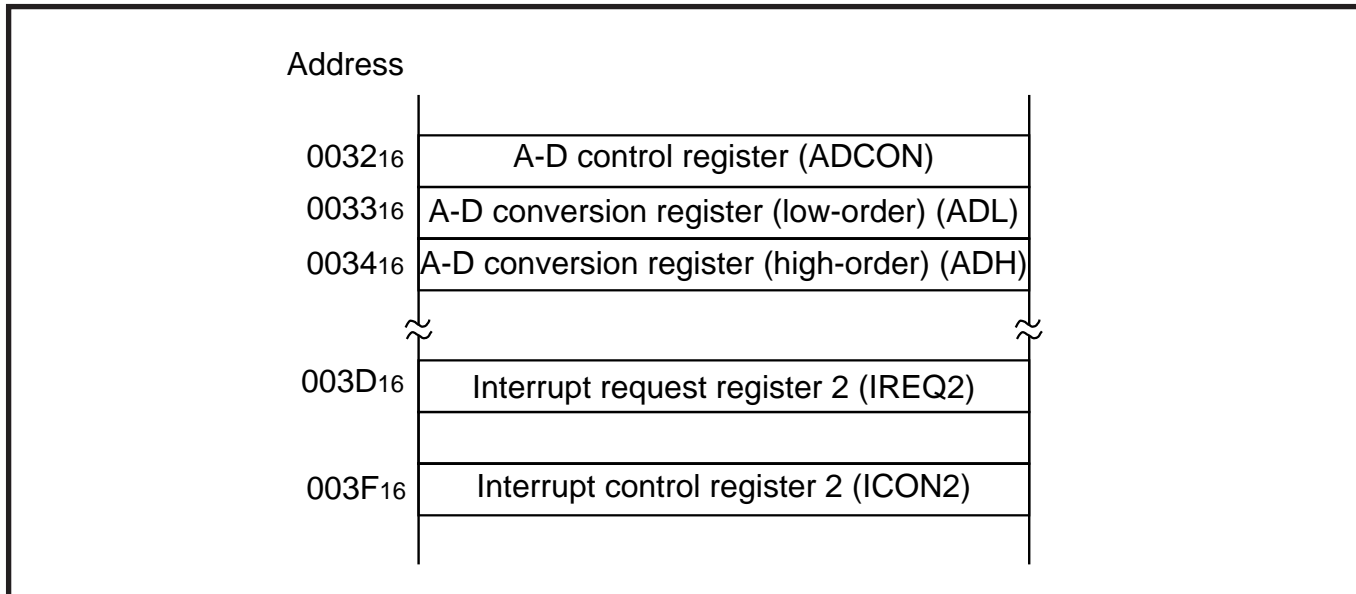 Address
0032₁₆ A-D control register (ADCON)
0033₁₆ A-D conversion register (low-order) (ADL)
0034₁₆ A-D conversion register (high-order) (ADH)
003D₁₆ Interrupt request register 2 (IREQ2)
003F₁₆ Interrupt control register 2 (ICON2)